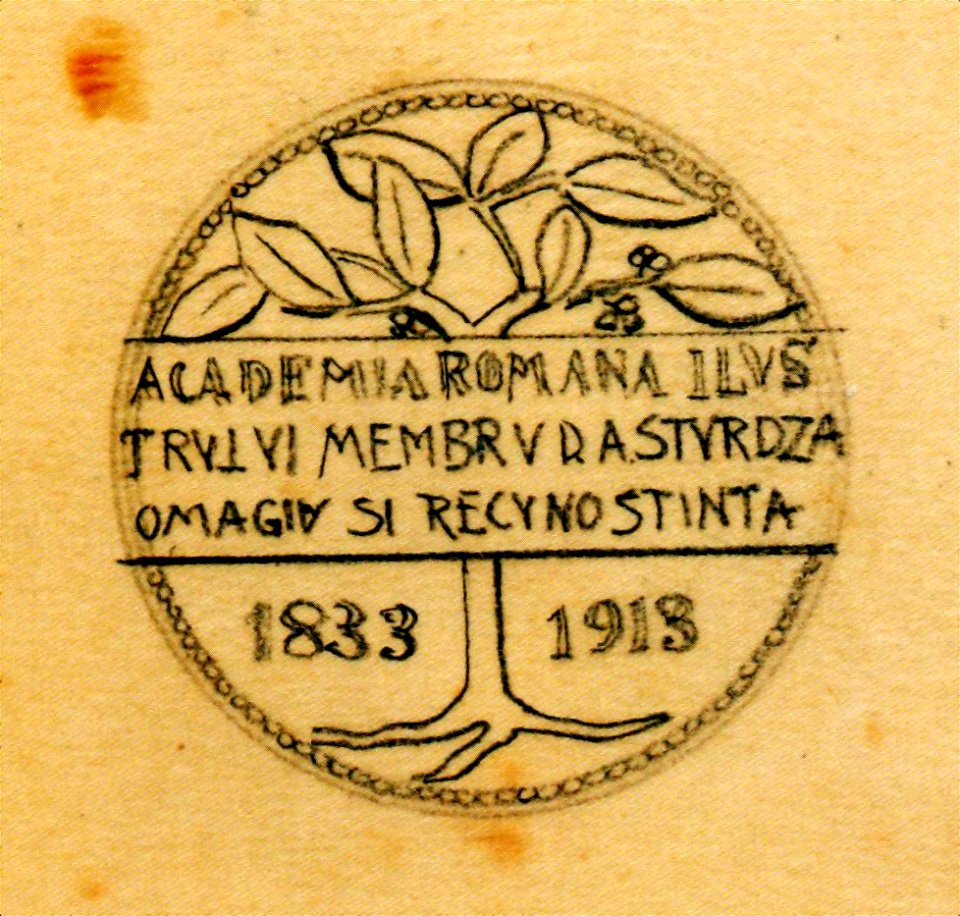 ACADEMIA ROMANA ILUS
TRULUI MEMBRU D.A.STURDZA
OMAGIU SI RECUNOSTINTA
1833 1913